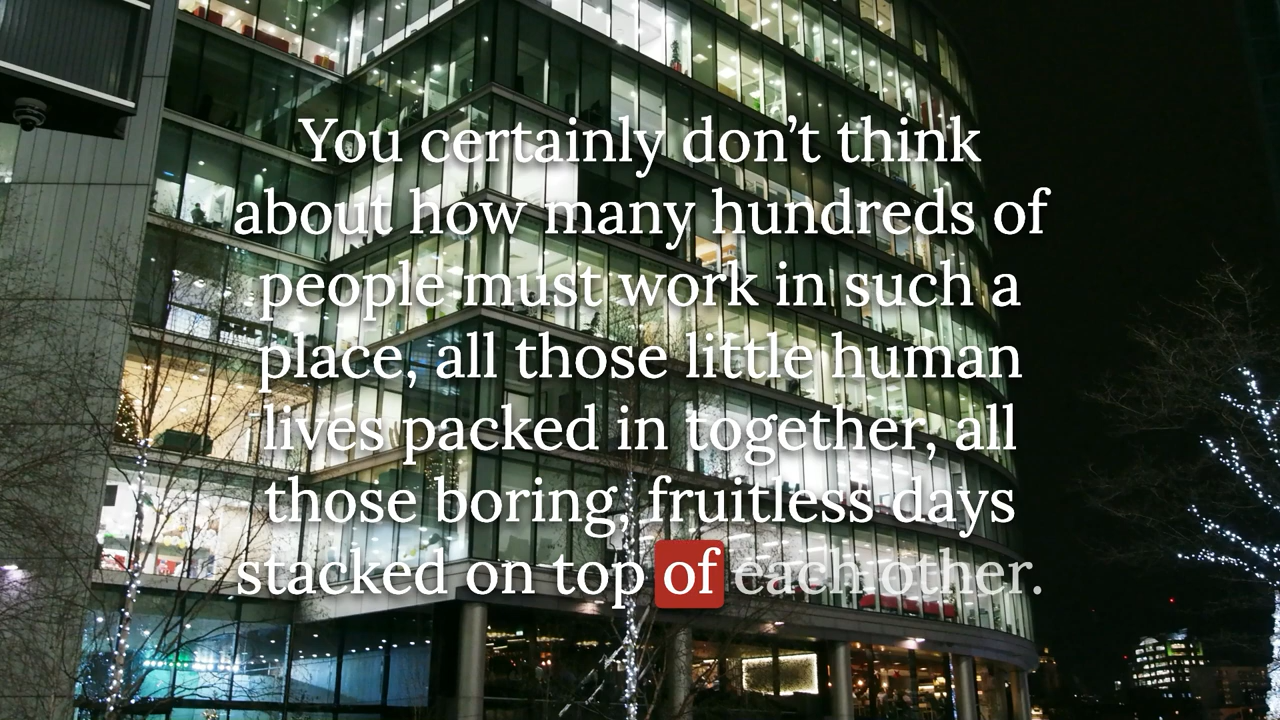 You certainly don’t think
about how many hundreds of
people must work in such a
place, all those little human
lives packed in together, all
those boring, fruitless days
stacked on top of each other.